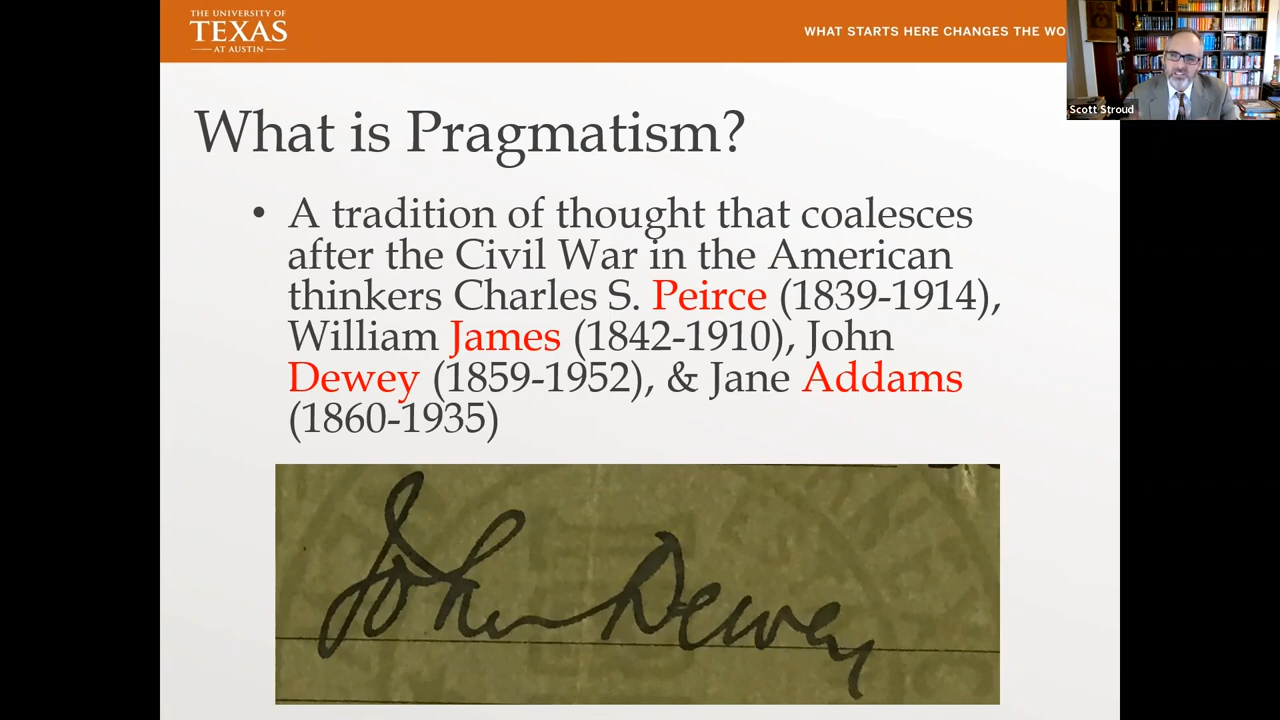 THE UNIVERSITY OF
TEXAS
AT AUSTIN
WHAT STARTS HERE CHANGES THE WO
Scott Stroud
What is Pragmatism?
• A tradition of thought that coalesces
after the Civil War in the American
thinkers Charles S. Peirce (1839-1914),
William James (1842-1910), John
Dewey (1859-1952), & Jane Addams
(1860-1935)
John Dewey